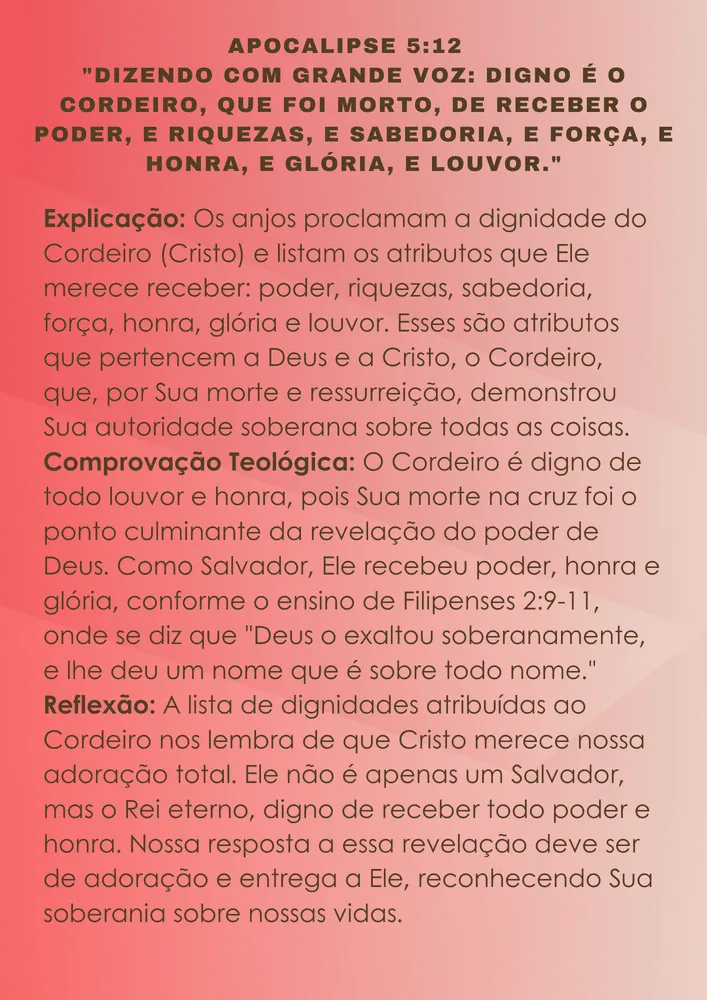 APOCALIPSE 5:12
"DIZENDO COM GRANDE VOZ: DIGNO É O
CORDEIRO, QUE FOI MORTO, DE RECEBER O
PODER, E RIQUEZAS, E SABEDORIA, E FORÇA, E
HONRA, E GLÓRIA, E LOUVOR."
Explicação: Os anjos proclamam a dignidade do
Cordeiro (Cristo) e listam os atributos que Ele
merece receber: poder, riquezas, sabedoria,
força, honra, glória e louvor. Esses são atributos
que pertencem a Deus e a Cristo, o Cordeiro,
que, por Sua morte e ressurreição, demonstrou
Sua autoridade soberana sobre todas as coisas.
Comprovação Teológica: O Cordeiro é digno de
todo louvor e honra, pois Sua morte na cruz foi o
ponto culminante da revelação do poder de
Deus. Como Salvador, Ele recebeu poder, honra e
glória, conforme o ensino de Filipenses 2:9-11,
onde se diz que "Deus o exaltou soberanamente,
e lhe deu um nome que é sobre todo nome."
Reflexão: A lista de dignidades atribuídas ao
Cordeiro nos lembra de que Cristo merece nossa
adoração total. Ele não é apenas um Salvador,
mas o Rei eterno, digno de receber todo poder e
honra. Nossa resposta a essa revelação deve ser
de adoração e entrega a Ele, reconhecendo Sua
soberania sobre nossas vidas.